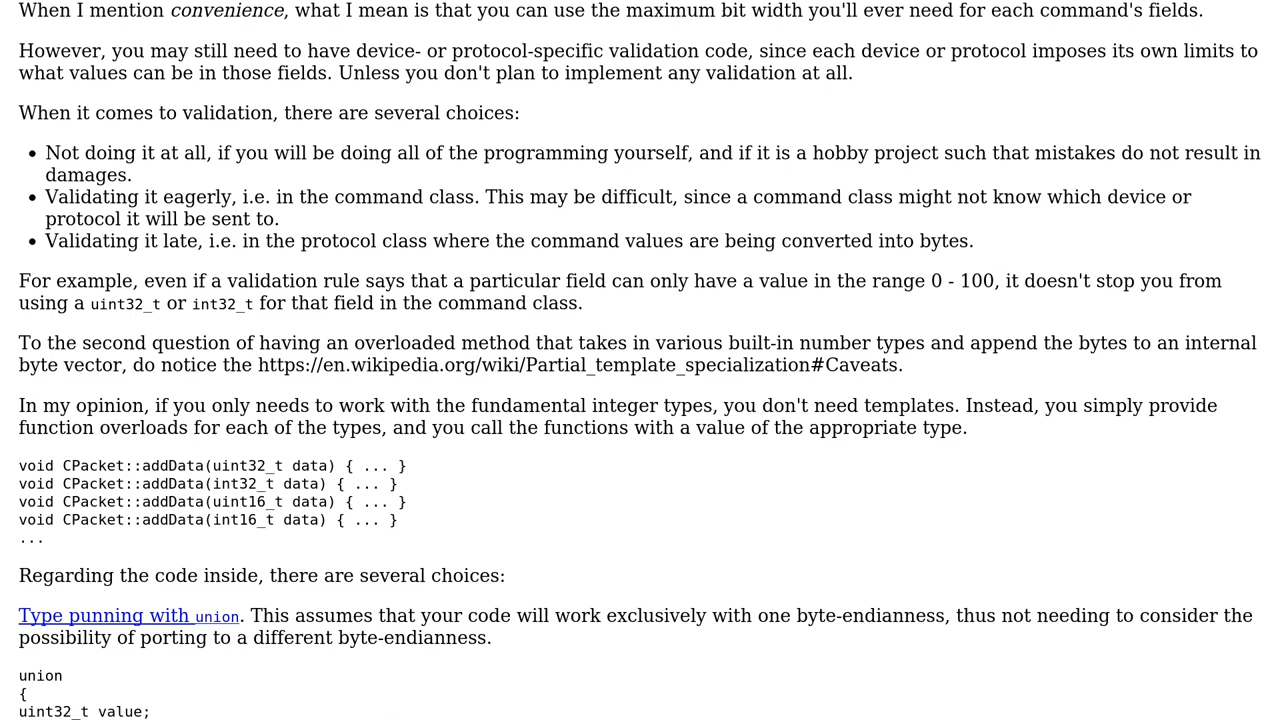 When I mention convenience, what I mean is that you can use the maximum bit width you'll ever need for each command's fields.
However, you may still need to have device- or protocol-specific validation code, since each device or protocol imposes its own limits to
what values can be in those fields. Unless you don't plan to implement any validation at all.
When it comes to validation, there are several choices:
• Not doing it at all, if you will be doing all of the programming yourself, and if it is a hobby project such that mistakes do not result in
damages.
• Validating it eagerly, i.e. in the command class. This may be difficult, since a command class might not know which device or
protocol it will be sent to.
• Validating it late, i.e. in the protocol class where the command values are being converted into bytes.
For example, even if a validation rule says that a particular field can only have a value in the range 0 - 100, it doesn't stop you from
using a uint32_t or int32_t for that field in the command class.
To the second question of having an overloaded method that takes in various built-in number types and append the bytes to an internal
byte vector, do notice the https://en.wikipedia.org/wiki/Partial_template_specialization#Caveats.
In my opinion, if you only needs to work with the fundamental integer types, you don't need templates. Instead, you simply provide
function overloads for each of the types, and you call the functions with a value of the appropriate type.
void CPacket::addData(uint32_t data) { ... }
void CPacket::addData(int32_t data) { ... }
void CPacket::addData(uint16_t data) { ... }
void CPacket::addData(int16_t data) { ... }
...
Regarding the code inside, there are several choices:
Type punning with union. This assumes that your code will work exclusively with one byte-endianness, thus not needing to consider the
possibility of porting to a different byte-endianness.
union
{
uint32_t value;